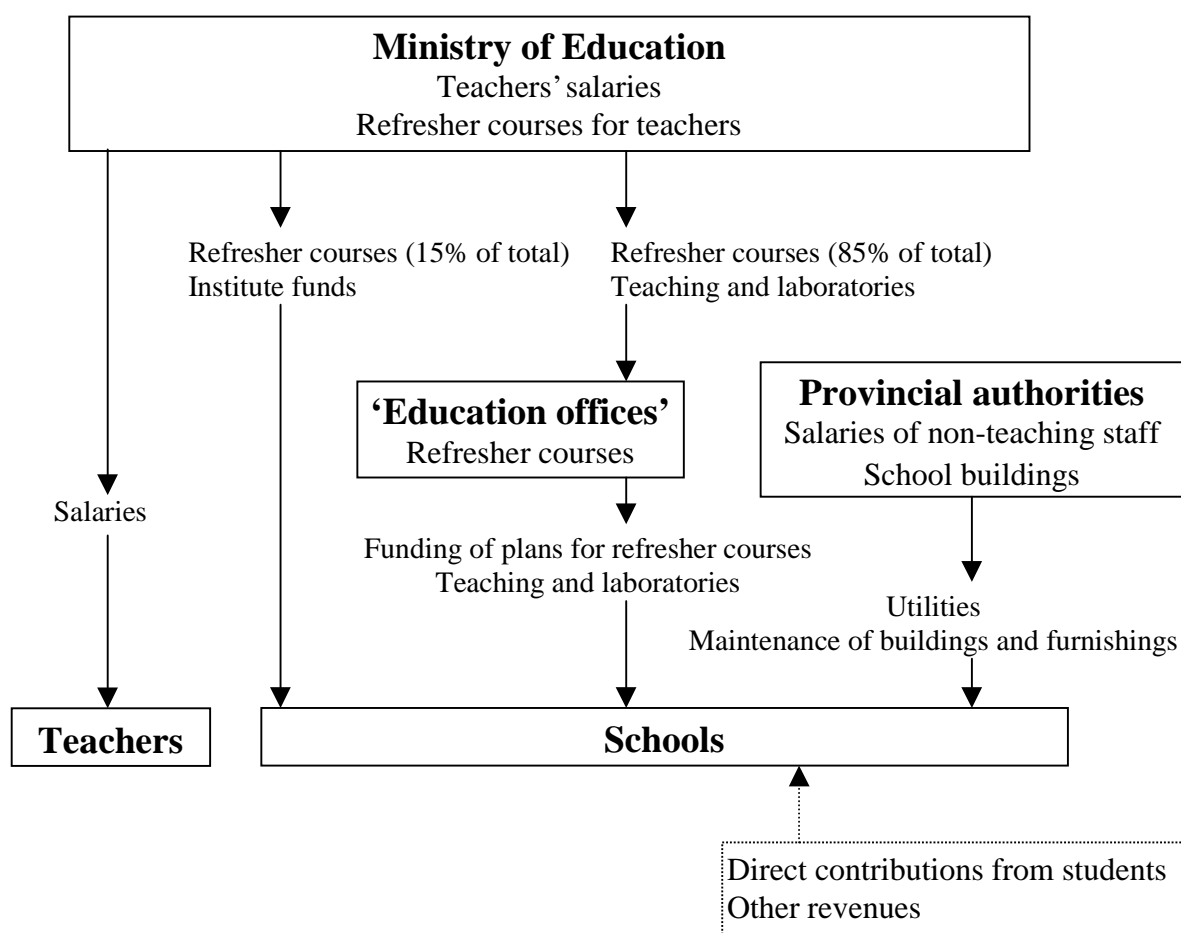 Ministry of Education
Teachers' salaries
Refresher courses for teachers
Refresher courses (15% of total)
Institute funds
Refresher courses (85% of total)
Teaching and laboratories
‘Education offices’
Refresher courses
Provincial authorities
Salaries of non-teaching staff
School buildings
Salaries
Funding of plans for refresher courses
Teaching and laboratories
Utilities
Maintenance of buildings and furnishings
Teachers
Schools
Direct contributions from students
Other revenues